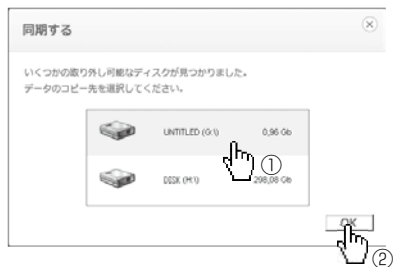 同期する
いくつかの取り外し可能なディスクが見つかりました。
データのコピー先を選択してください。
UNTITLED (G:\) 0,96 Gb
①
DISK (H:\) 298,08 Gb
OK
②